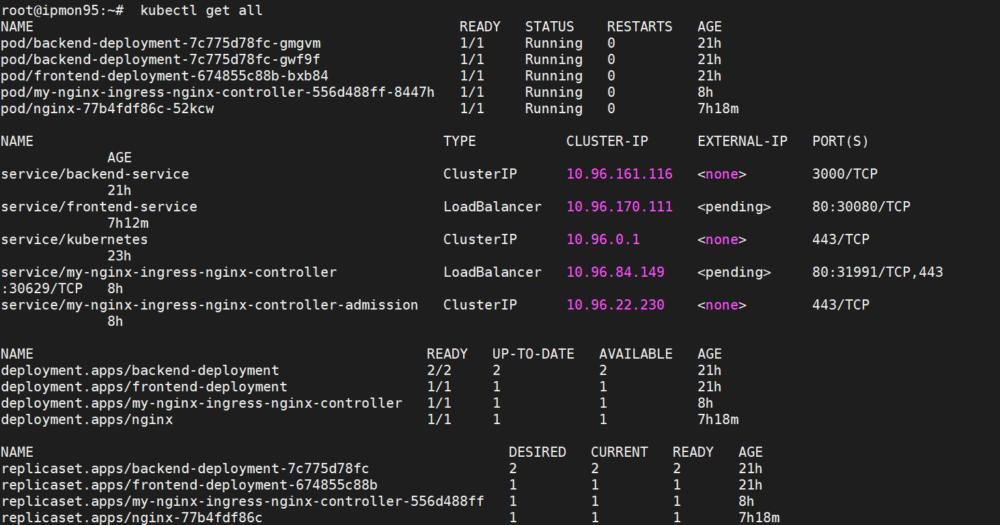 root@ipmon95:~#  kubectl get all
NAME                                                        READY   STATUS    RESTARTS   AGE
pod/backend-deployment-7c775d78fc-gmgvm                 1/1     Running   0          21h
pod/backend-deployment-7c775d78fc-gwf9f                 1/1     Running   0          21h
pod/frontend-deployment-674855c88b-bxb84                1/1     Running   0          21h
pod/my-nginx-ingress-nginx-controller-556d488ff-8447h   1/1     Running   0          8h
pod/nginx-77b4fdf86c-52kcw                              1/1     Running   0          7h18m

NAME                                                  TYPE           CLUSTER-IP      EXTERNAL-IP   PORT(S)
             AGE
service/backend-service                               ClusterIP      10.96.161.116   <none>        3000/TCP
             21h
service/frontend-service                              LoadBalancer   10.96.170.111   <pending>     80:30080/TCP
             7h12m
service/kubernetes                                    ClusterIP      10.96.0.1       <none>        443/TCP
             23h
service/my-nginx-ingress-nginx-controller             LoadBalancer   10.96.84.149    <pending>     80:31991/TCP,443
:30629/TCP   8h
service/my-nginx-ingress-nginx-controller-admission   ClusterIP      10.96.22.230    <none>        443/TCP
             8h

NAME                                                READY   UP-TO-DATE   AVAILABLE   AGE
deployment.apps/backend-deployment                  2/2     2            2           21h
deployment.apps/frontend-deployment                 1/1     1            1           21h
deployment.apps/my-nginx-ingress-nginx-controller   1/1     1            1           8h
deployment.apps/nginx                               1/1     1            1           7h18m

NAME                                                          DESIRED   CURRENT   READY   AGE
replicaset.apps/backend-deployment-7c775d78fc                 2         2         2       21h
replicaset.apps/frontend-deployment-674855c88b                1         1         1       21h
replicaset.apps/my-nginx-ingress-nginx-controller-556d488ff   1         1         1       8h
replicaset.apps/nginx-77b4fdf86c                              1         1         1       7h18m